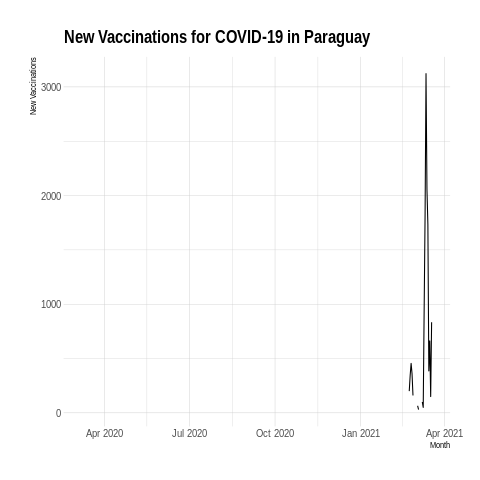 New Vaccinations for COVID-19 in Paraguay
New Vaccinations
3000
2000
1000
0
Apr 2020 Jul 2020 Oct 2020 Jan 2021 Apr 2021
Month